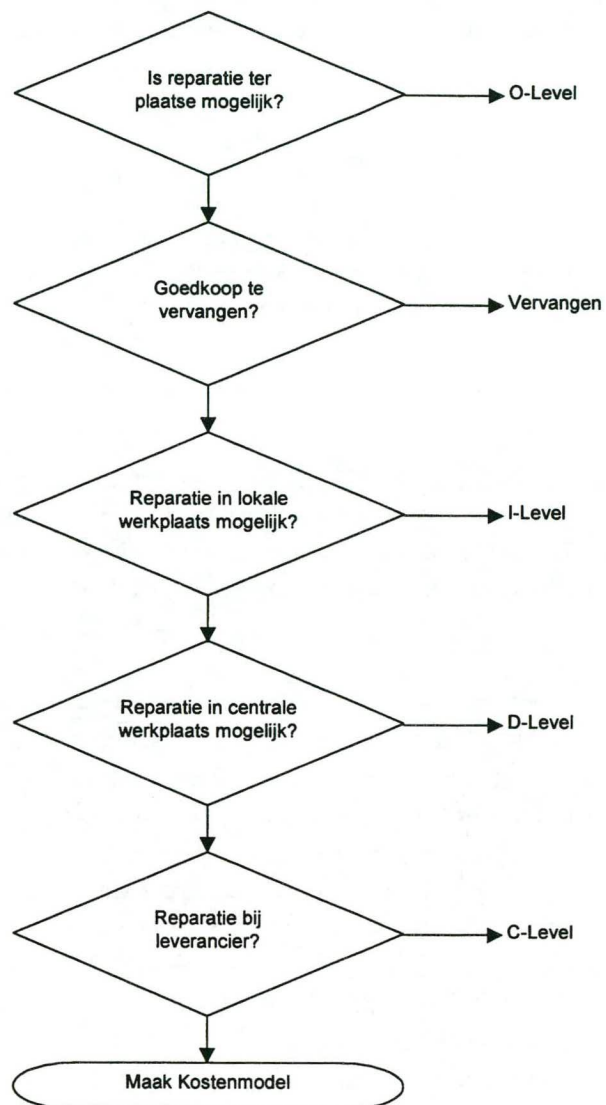 Is reparatie ter
plaatse mogelijk?
O-Level
Goedkoop te
vervangen?
Vervangen
Reparatie in lokale
werkplaats mogelijk?
I-Level
Reparatie in centrale
werkplaats mogelijk?
D-Level
Reparatie bij
leverancier?
C-Level
Maak Kostenmodel